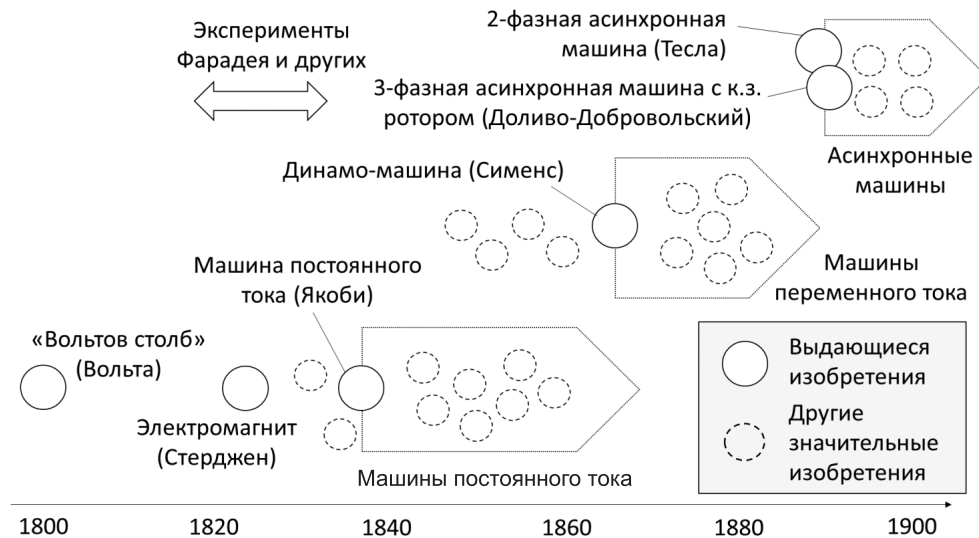 2-фазная асинхронная
машина (Тесла)
Эксперименты
Фарадея и других
3-фазная асинхронная машина с к.з.
ротором (Доливо-Добровольский)
Асинхронные
машины
Динамо-машина (Сименс)
Машины
переменного тока
Машина постоянного
тока (Якоби)
«Вольтов столб»
(Вольта)
Электромагнит
(Стерджен)
Машины постоянного тока
Выдающиеся
изобретения
Другие
значительные
изобретения
1800
1820
1840
1860
1880
1900